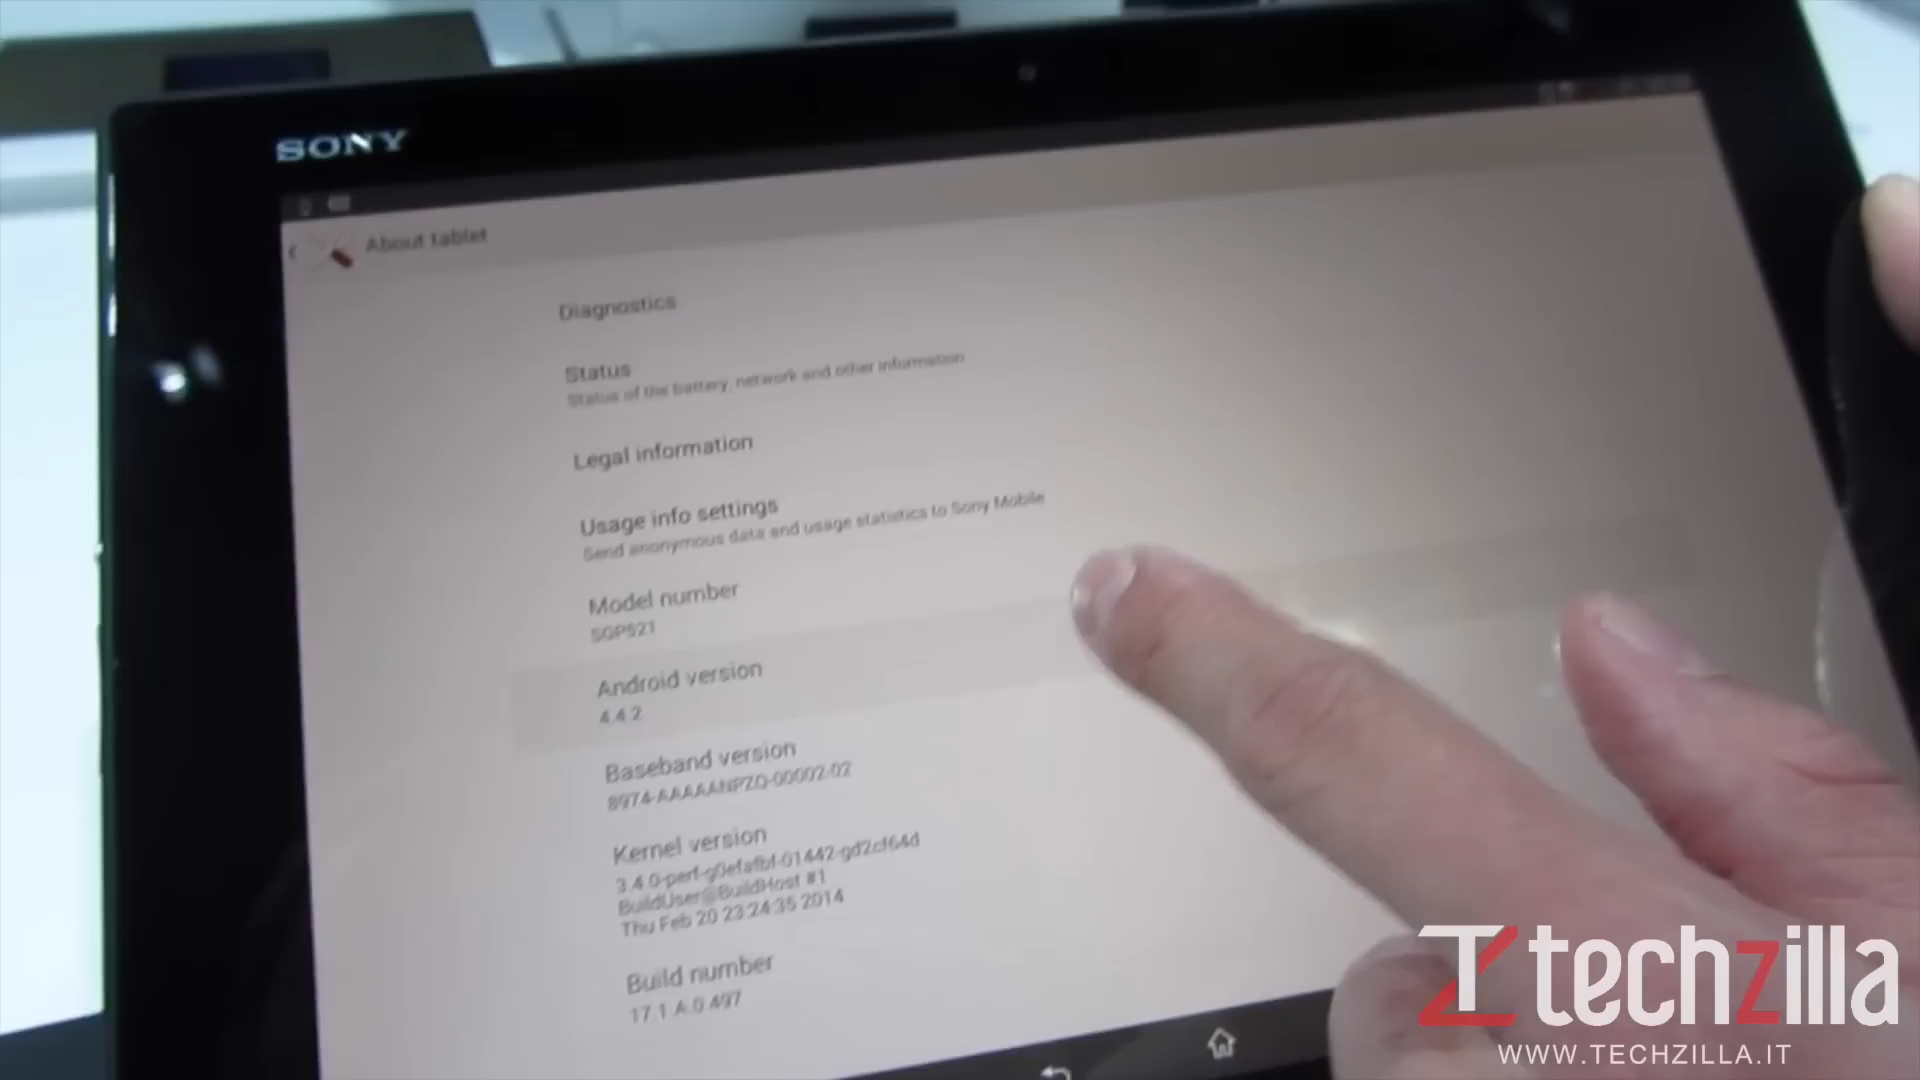 SONY
About tablet
Diagnostics
Status
Status of the battery, network and other information
Legal information
Usage info settings
Send anonymous data and usage statistics to Sony Mobile
Model number
SGP521
Android version
4.4.2
Baseband version
8974-AAAAANPZQ-00002-02
Kernel version
3.4.0-perf-g0efafbf-01442-gd2cf64d
BuildUser@BuildHost #1
Thu Feb 20 23:24:35 2014
Build number
17.1.A.0.497
techzilla
WWW.TECHZILLA.IT